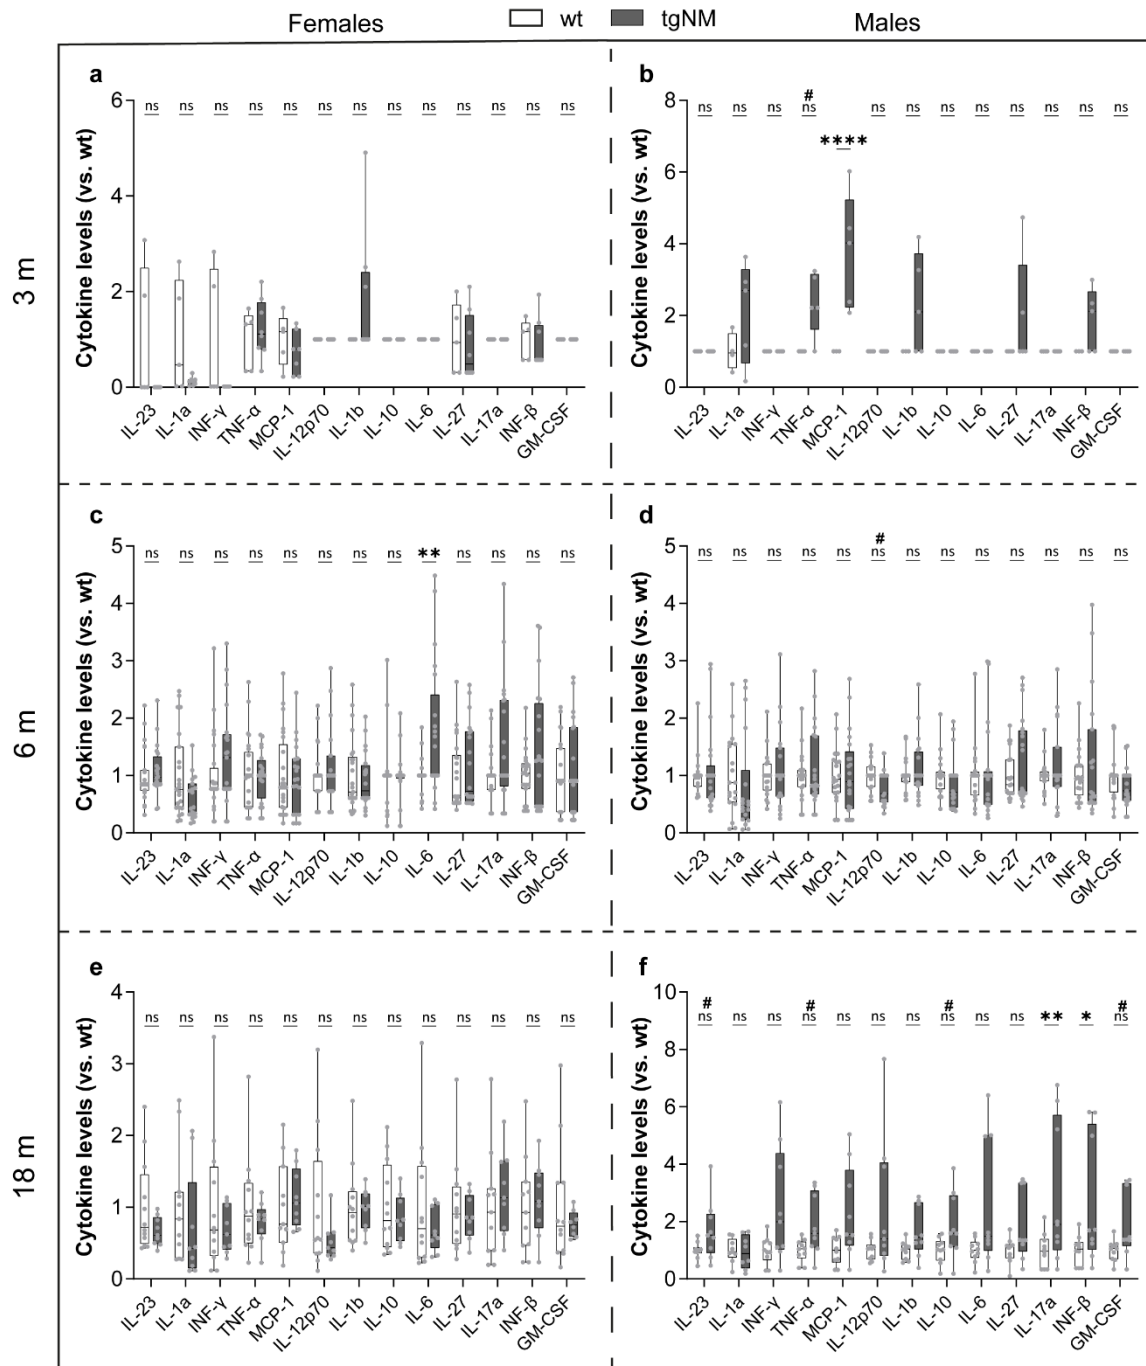 Females wt tgNM Males
3 m
a
Cytokine levels (vs. wt)
6
4
2
0
ns ns ns ns ns ns ns ns ns ns ns ns ns
IL-23 IL-1a INF-γ TNF-α MCP-1 IL-12p70 IL-1b IL-10 IL-6 IL-27 IL-17a INF-β GM-CSF
b
Cytokine levels (vs. wt)
8
6
4
2
0
#
ns ns ns ns ns ns ns ns ns ns ns ns
****
IL-23 IL-1a INF-γ TNF-α MCP-1 IL-12p70 IL-1b IL-10 IL-6 IL-27 IL-17a INF-β GM-CSF
6 m
c
Cytokine levels (vs. wt)
5
4
3
2
1
0
ns ns ns ns ns ns ns ns ** ns ns ns ns
IL-23 IL-1a INF-γ TNF-α MCP-1 IL-12p70 IL-1b IL-10 IL-6 IL-27 IL-17a INF-β GM-CSF
d
Cytokine levels (vs. wt)
5
4
3
2
1
0
#
ns ns ns ns ns ns ns ns ns ns ns ns ns
IL-23 IL-1a INF-γ TNF-α MCP-1 IL-12p70 IL-1b IL-10 IL-6 IL-27 IL-17a INF-β GM-CSF
18 m
e
Cytokine levels (vs. wt)
4
3
2
1
0
ns ns ns ns ns ns ns ns ns ns ns ns ns
IL-23 IL-1a INF-γ TNF-α MCP-1 IL-12p70 IL-1b IL-10 IL-6 IL-27 IL-17a INF-β GM-CSF
f
Cytokine levels (vs. wt)
10
8
6
4
2
0
# # # #
ns ns ns ns ns ns ns ns ns ns ** * ns
IL-23 IL-1a INF-γ TNF-α MCP-1 IL-12p70 IL-1b IL-10 IL-6 IL-27 IL-17a INF-β GM-CSF